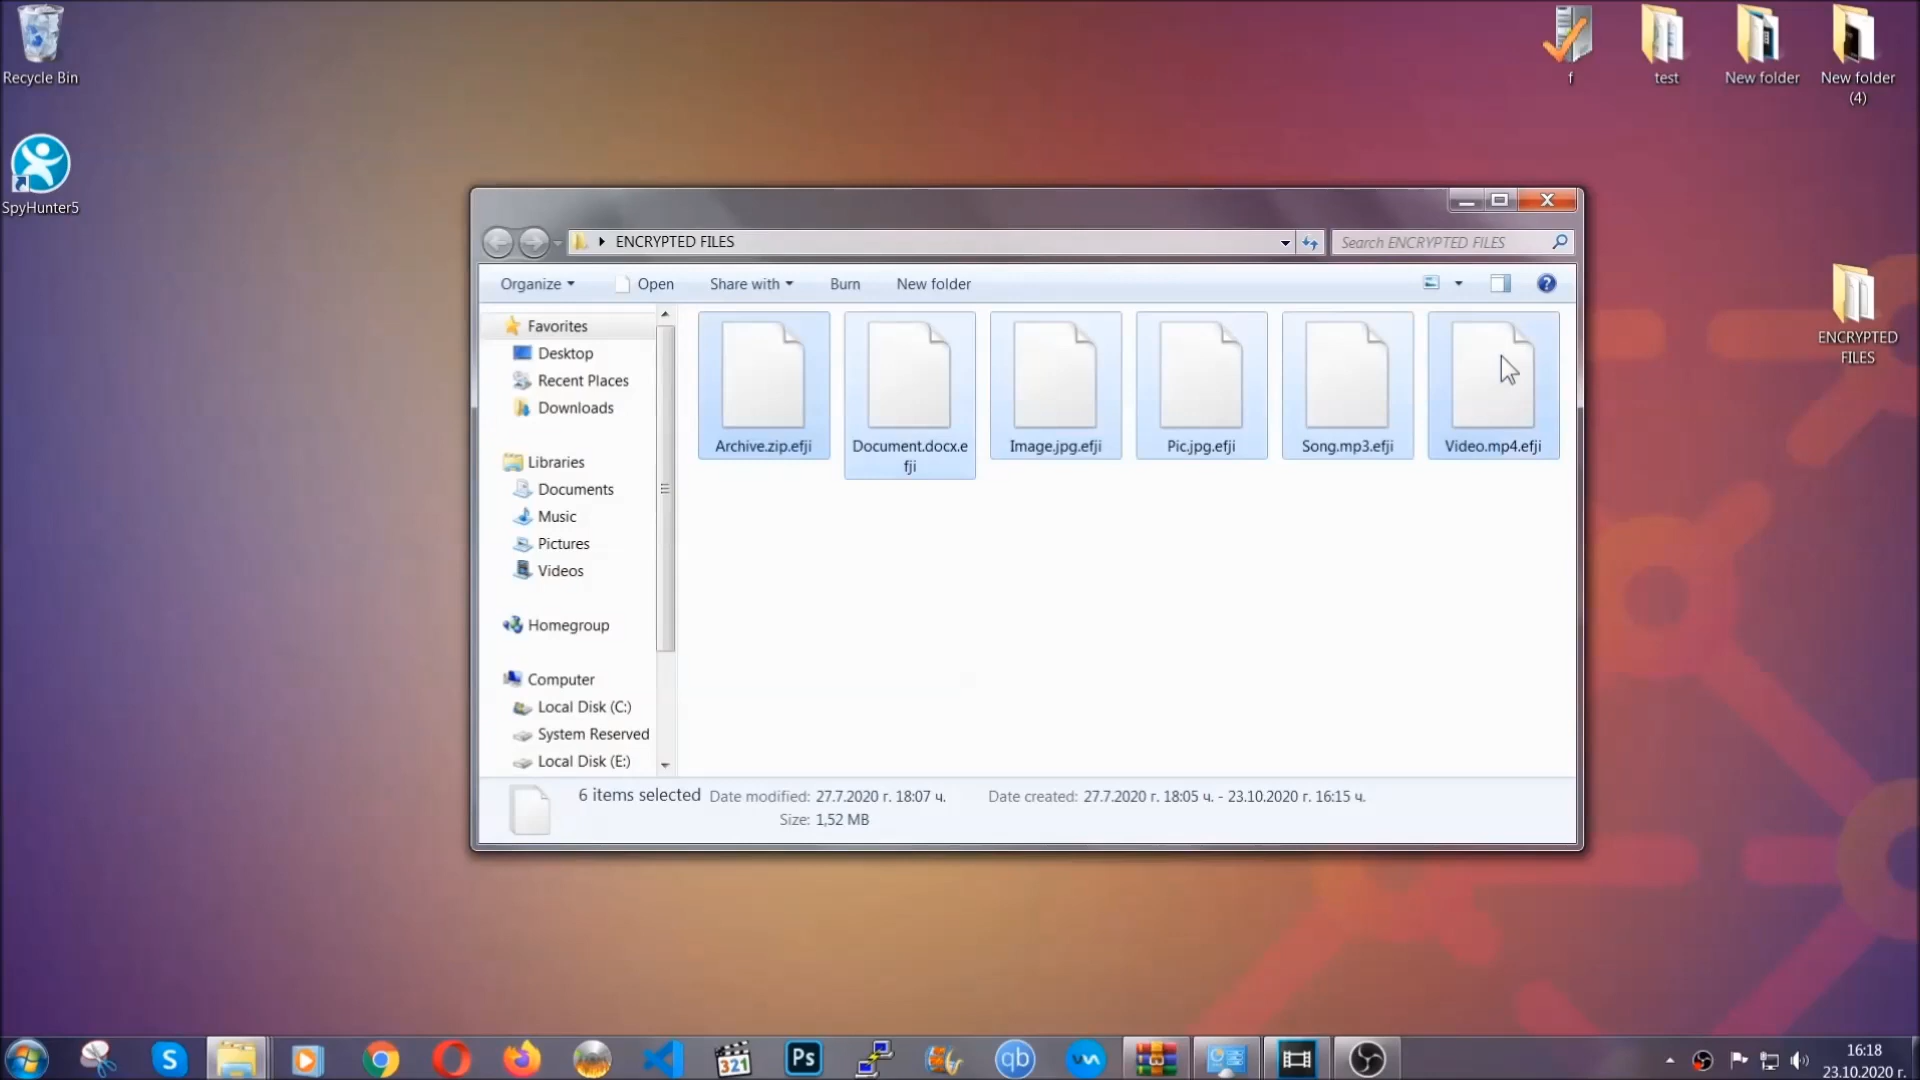 Recycle Bin
SpyHunter5
f
test
New folder
New folder
(4)
ENCRYPTED
FILES
ENCRYPTED FILES
Search ENCRYPTED FILES
Organize
Open
Share with
Burn
New folder
Favorites
Desktop
Recent Places
Downloads
Libraries
Documents
Music
Pictures
Videos
Homegroup
Computer
Local Disk (C:)
System Reserved
Local Disk (E:)
Archive.zip.efji
Document.docx.e
fji
Image.jpg.efji
Pic.jpg.efji
Song.mp3.efji
Video.mp4.efji
6 items selected
Date modified: 27.7.2020 г. 18:07 ч.
Date created: 27.7.2020 г. 18:05 ч. - 23.10.2020 г. 16:15 ч.
Size: 1,52 MB
S
321
Ps
qb
16:18
23.10.2020 г.